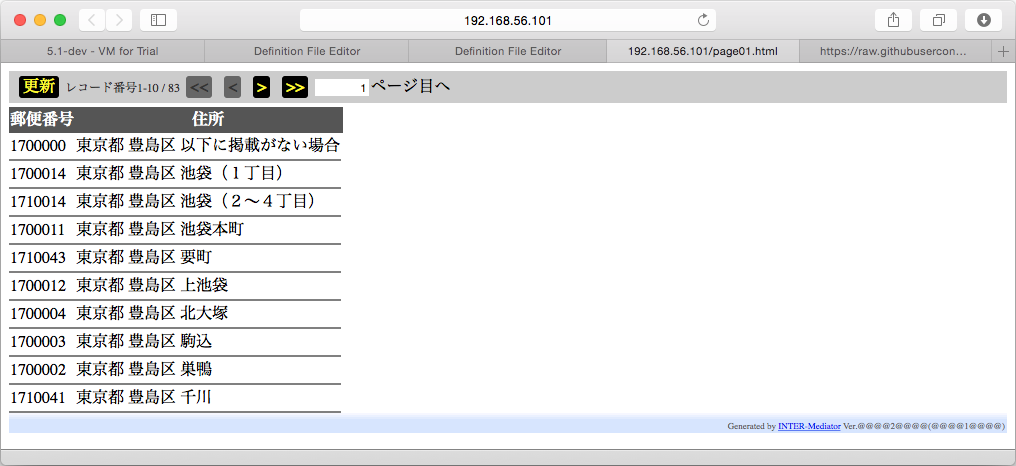 192.168.56.101
5.1-dev - VM for Trial Definition File Editor Definition File Editor 192.168.56.101/page01.html https://raw.githubusercon...
更新 レコード番号1-10 / 83 << < > >> 1 ページ目へ
郵便番号 住所
1700000 東京都 豊島区 以下に掲載がない場合
1700014 東京都 豊島区 池袋（１丁目）
1710014 東京都 豊島区 池袋（２〜４丁目）
1700011 東京都 豊島区 池袋本町
1710043 東京都 豊島区 要町
1700012 東京都 豊島区 上池袋
1700004 東京都 豊島区 北大塚
1700003 東京都 豊島区 駒込
1700002 東京都 豊島区 巣鴨
1710041 東京都 豊島区 千川
Generated by INTER-Mediator Ver.@@@@2@@@@(@@@@1@@@@)